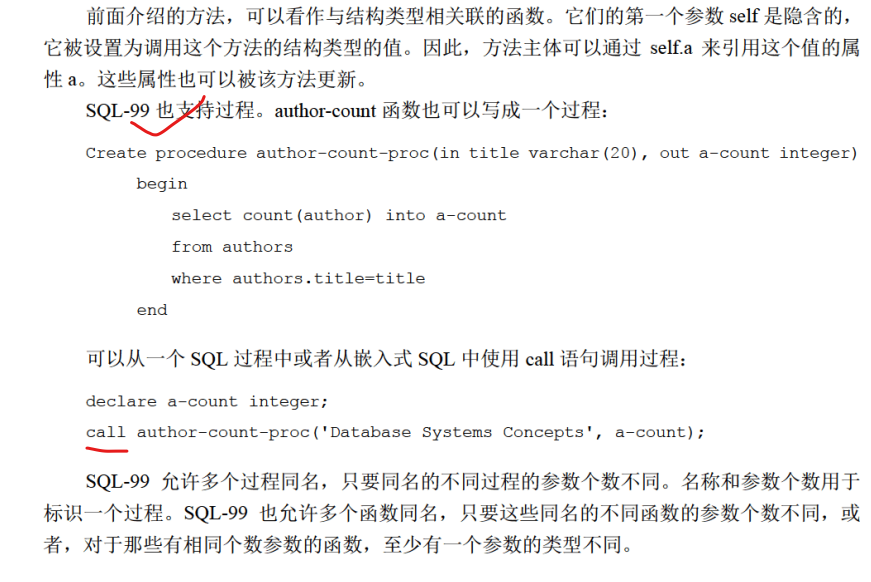 前面介绍的方法，可以看作与结构类型相关联的函数。它们的第一个参数 self 是隐含的，
它被设置为调用这个方法的结构类型的值。因此，方法主体可以通过 self.a 来引用这个值的属
性 a。这些属性也可以被该方法更新。
SQL-99 也支持过程。author-count 函数也可以写成一个过程：
Create procedure author-count-proc(in title varchar(20), out a-count integer)
begin
select count(author) into a-count
from authors
where authors.title=title
end
可以从一个 SQL 过程中或者从嵌入式 SQL 中使用 call 语句调用过程：
declare a-count integer;
call author-count-proc('Database Systems Concepts', a-count);
SQL-99 允许多个过程同名，只要同名的不同过程的参数个数不同。名称和参数个数用于
标识一个过程。SQL-99 也允许多个函数同名，只要这些同名的不同函数的参数个数不同，或
者，对于那些有相同个数参数的函数，至少有一个参数的类型不同。